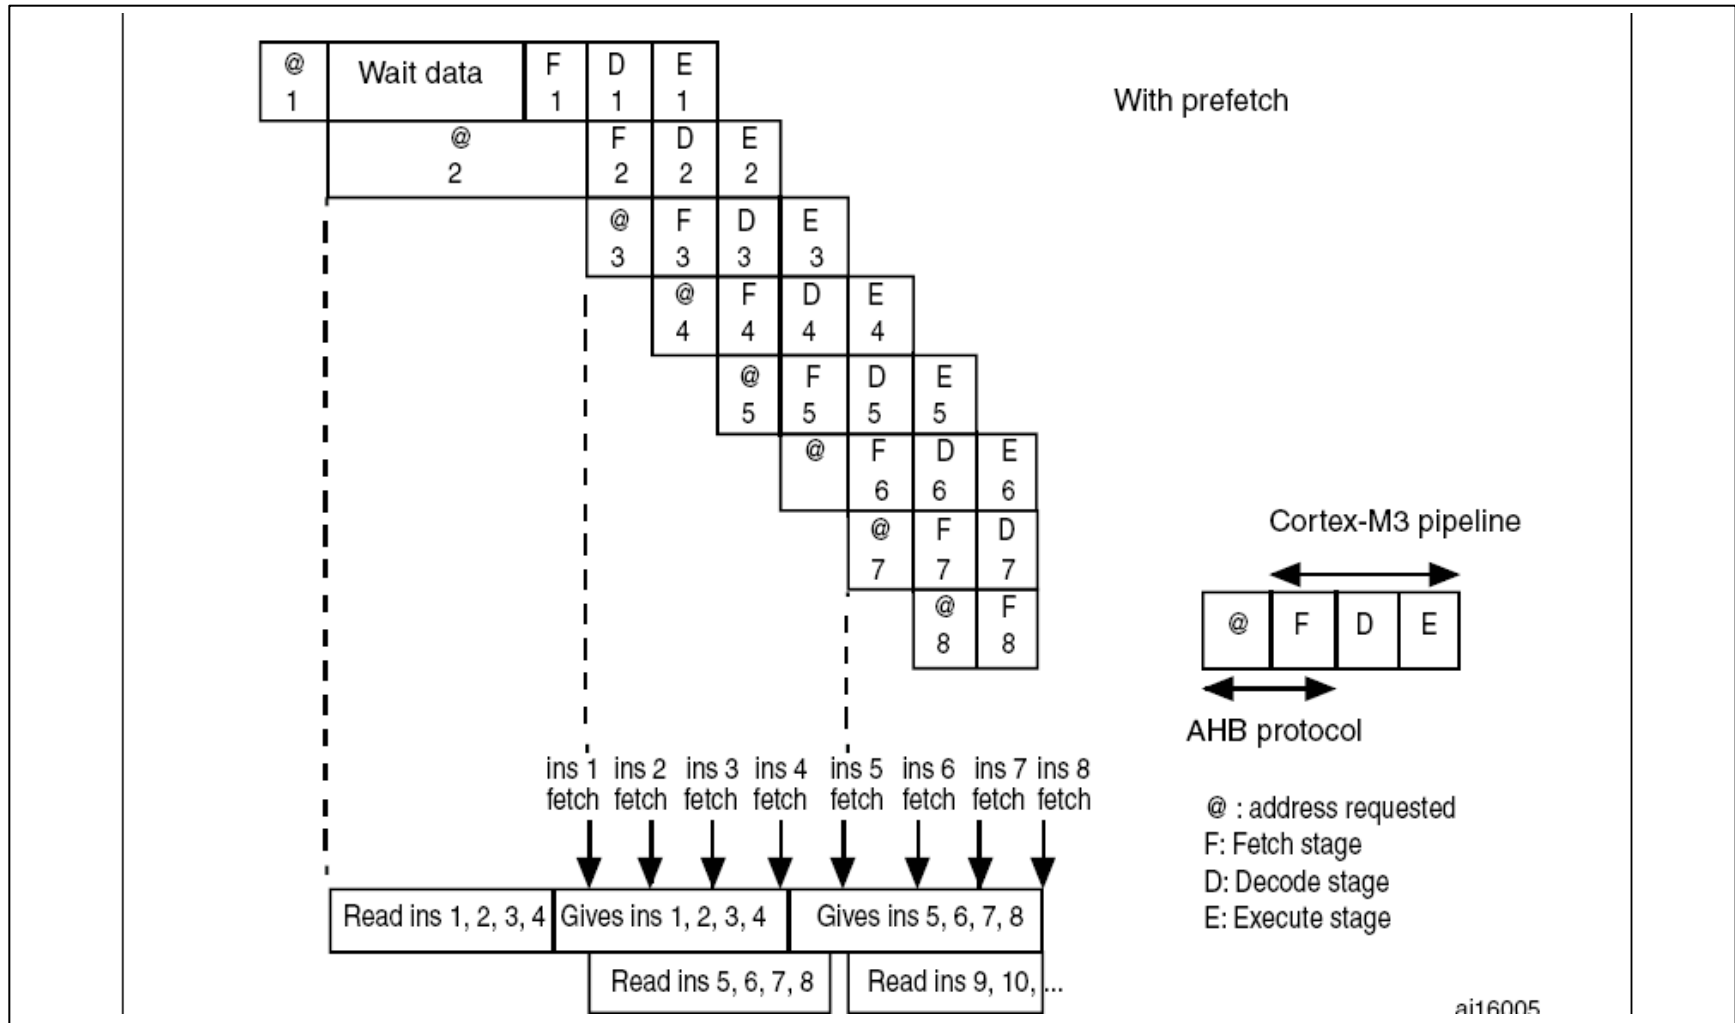 @ Wait data F D E
1 1 1 1
With prefetch
@ F D E
2 2 2 2
@ F D E
3 3 3 3
@ F D E
4 4 4 4
@ F D E
5 5 5 5
@ F D E
6 6 6
Cortex-M3 pipeline
@ F D
7 7 7
@ F
8 8
@ F D E
AHB protocol
ins 1 ins 2 ins 3 ins 4 ins 5 ins 6 ins 7 ins 8
fetch fetch fetch fetch fetch fetch fetch fetch
@ : address requested
F: Fetch stage
D: Decode stage
E: Execute stage
Read ins 1, 2, 3, 4 Gives ins 1, 2, 3, 4 Gives ins 5, 6, 7, 8
Read ins 5, 6, 7, 8 Read ins 9, 10, ...
ai16005